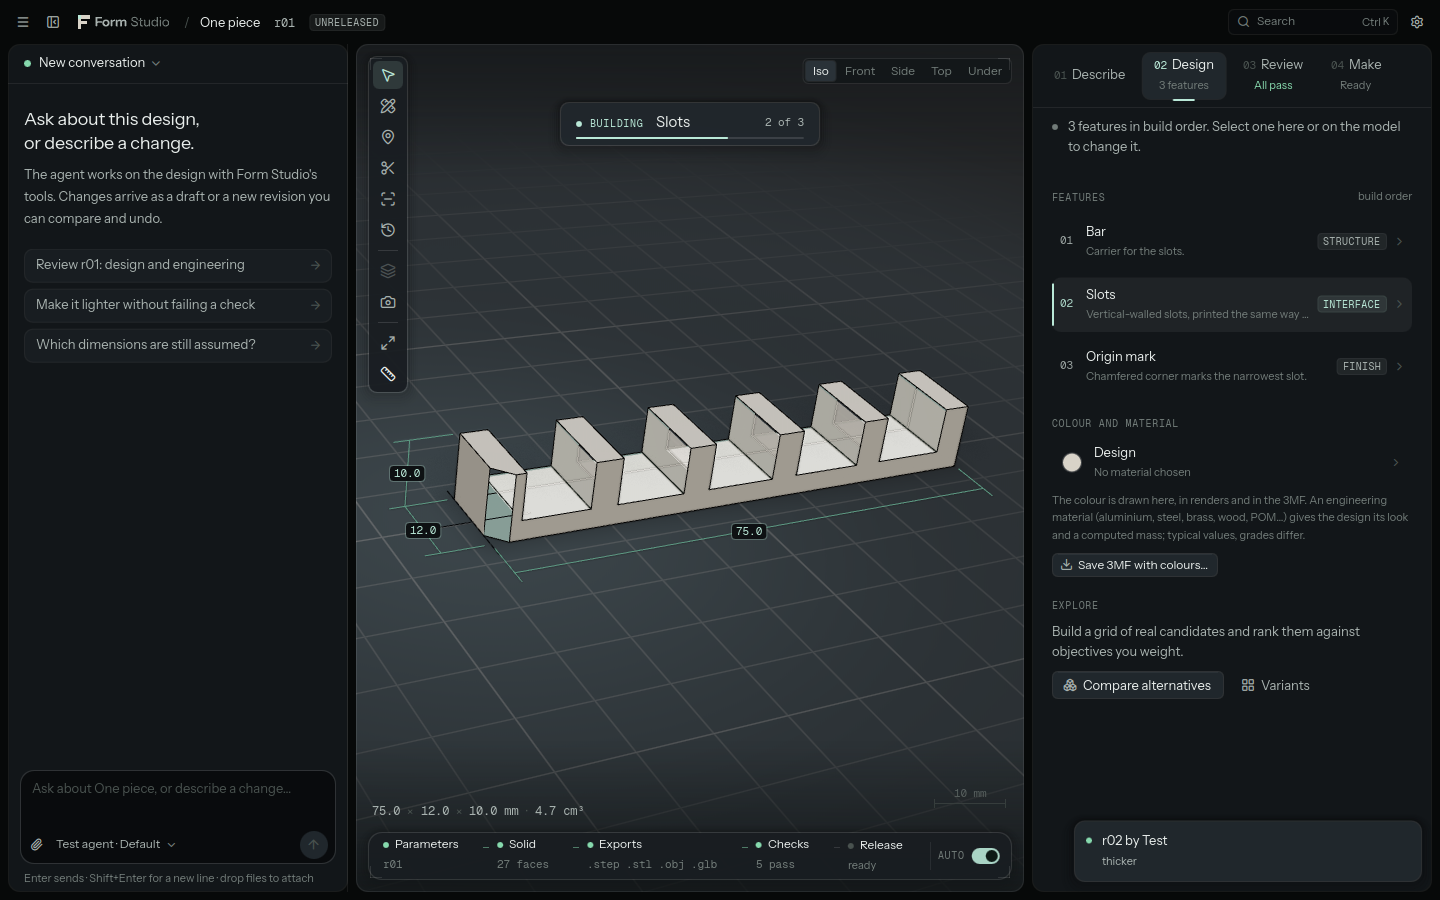 Form Studio / One piece r01 UNRELEASED
Search Ctrl K
New conversation
Ask about this design,
or describe a change.
The agent works on the design with Form Studio's
tools. Changes arrive as a draft or a new revision you
can compare and undo.
Review r01: design and engineering
Make it lighter without failing a check
Which dimensions are still assumed?
Ask about One piece, or describe a change...
Test agent · Default
Enter sends · Shift+Enter for a new line · drop files to attach
Iso Front Side Top Under
BUILDING Slots 2 of 3
10.0
12.0
75.0
10 mm
75.0 × 12.0 × 10.0 mm · 4.7 cm³
Parameters
r01
Solid
27 faces
Exports
.step .stl .obj .glb
Checks
5 pass
Release
ready
AUTO
01 Describe
02 Design
3 features
03 Review
All pass
04 Make
Ready
3 features in build order. Select one here or on the model
to change it.
FEATURES build order
01 Bar
Carrier for the slots.
STRUCTURE
02 Slots
Vertical-walled slots, printed the same way ...
INTERFACE
03 Origin mark
Chamfered corner marks the narrowest slot.
FINISH
COLOUR AND MATERIAL
Design
No material chosen
The colour is drawn here, in renders and in the 3MF. An engineering
material (aluminium, steel, brass, wood, POM...) gives the design its look
and a computed mass; typical values, grades differ.
Save 3MF with colours...
EXPLORE
Build a grid of real candidates and rank them against
objectives you weight.
Compare alternatives Variants
r02 by Test
thicker